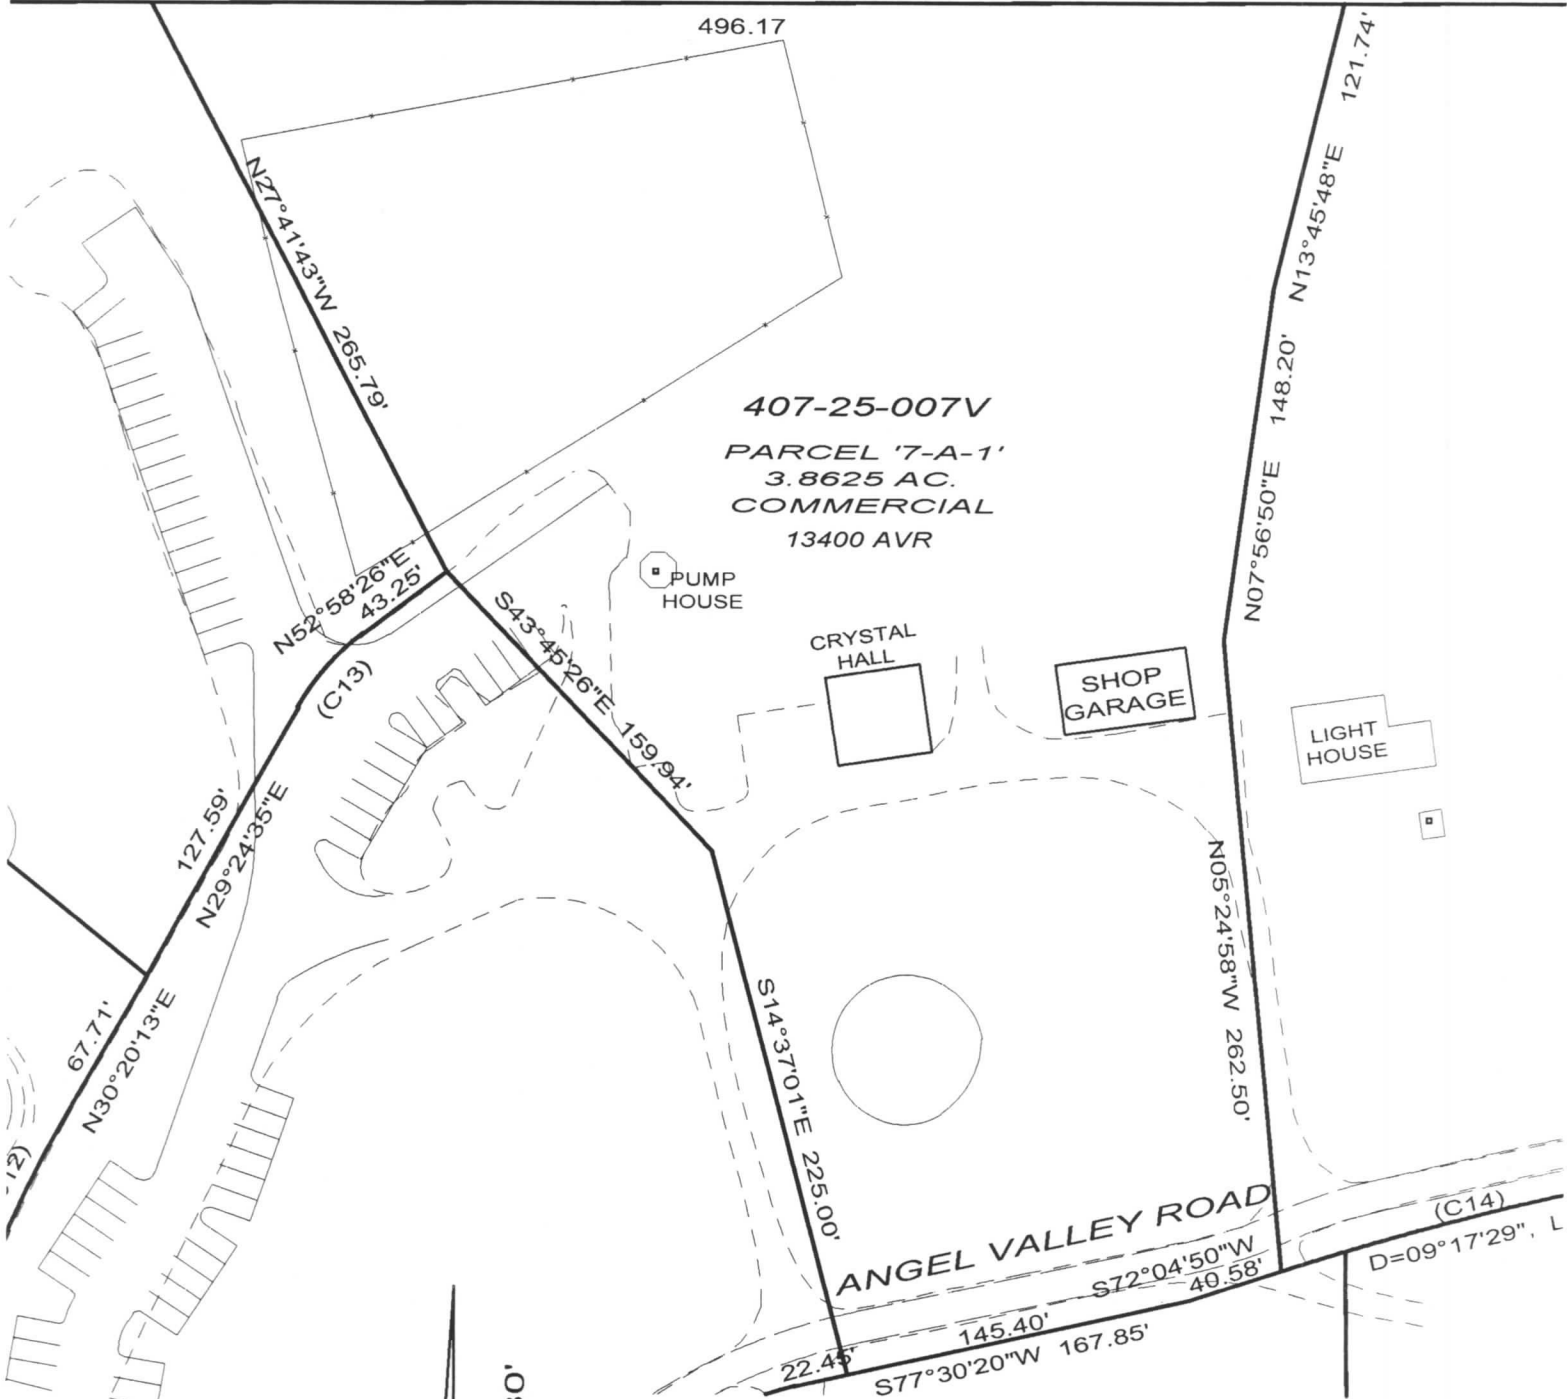 496.17
121.74'
N13°45'48"E
N27°41'43"W 265.79'
148.20'
N07°56'50"E
407-25-007V
PARCEL '7-A-1'
3.8625 AC.
COMMERCIAL
13400 AVR
N52°58'26"E
43.25'
PUMP
HOUSE
S43°45'26"E 159.94'
CRYSTAL
HALL
SHOP
GARAGE
LIGHT
HOUSE
(C13)
127.59'
N29°24'35"E
N05°24'58"W 262.50'
S14°37'01"E 225.00'
67.71'
N30°20'13"E
12)
ANGEL VALLEY ROAD
S72°04'50"W
40.58'
(C14)
D=09°17'29", L
145.40'
22.45'
S77°30'20"W 167.85'
0'